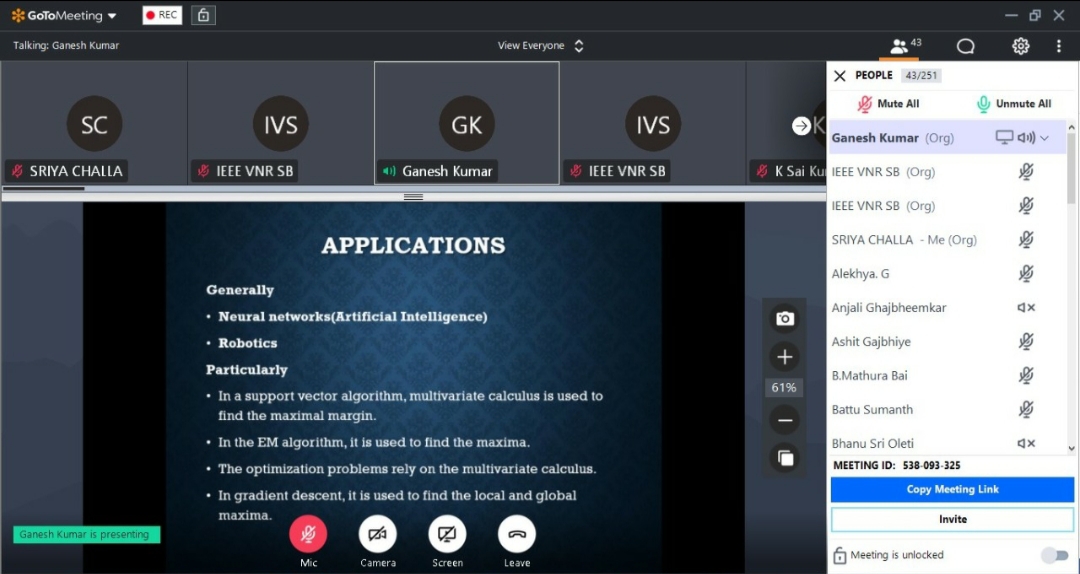 GoToMeeting
REC
Talking: Ganesh Kumar
View Everyone
43
SC
SRIYA CHALLA
IVS
IEEE VNR SB
GK
Ganesh Kumar
IVS
IEEE VNR SB
K
K Sai Ku
APPLICATIONS
Generally
• Neural networks(Artificial Intelligence)
• Robotics
Particularly
• In a support vector algorithm, multivariate calculus is used to
find the maximal margin.
• In the EM algorithm, it is used to find the maxima.
• The optimization problems rely on the multivariate calculus.
• In gradient descent, it is used to find the local and global
maxima.
61%
Ganesh Kumar is presenting
Mic
Camera
Screen
Leave
PEOPLE 43/251
Mute All
Unmute All
Ganesh Kumar (Org)
IEEE VNR SB (Org)
IEEE VNR SB (Org)
SRIYA CHALLA - Me (Org)
Alekhya. G
Anjali Ghajbheemkar
Ashit Gajbhiye
B.Mathura Bai
Battu Sumanth
Bhanu Sri Oleti
MEETING ID: 538-093-325
Copy Meeting Link
Invite
Meeting is unlocked